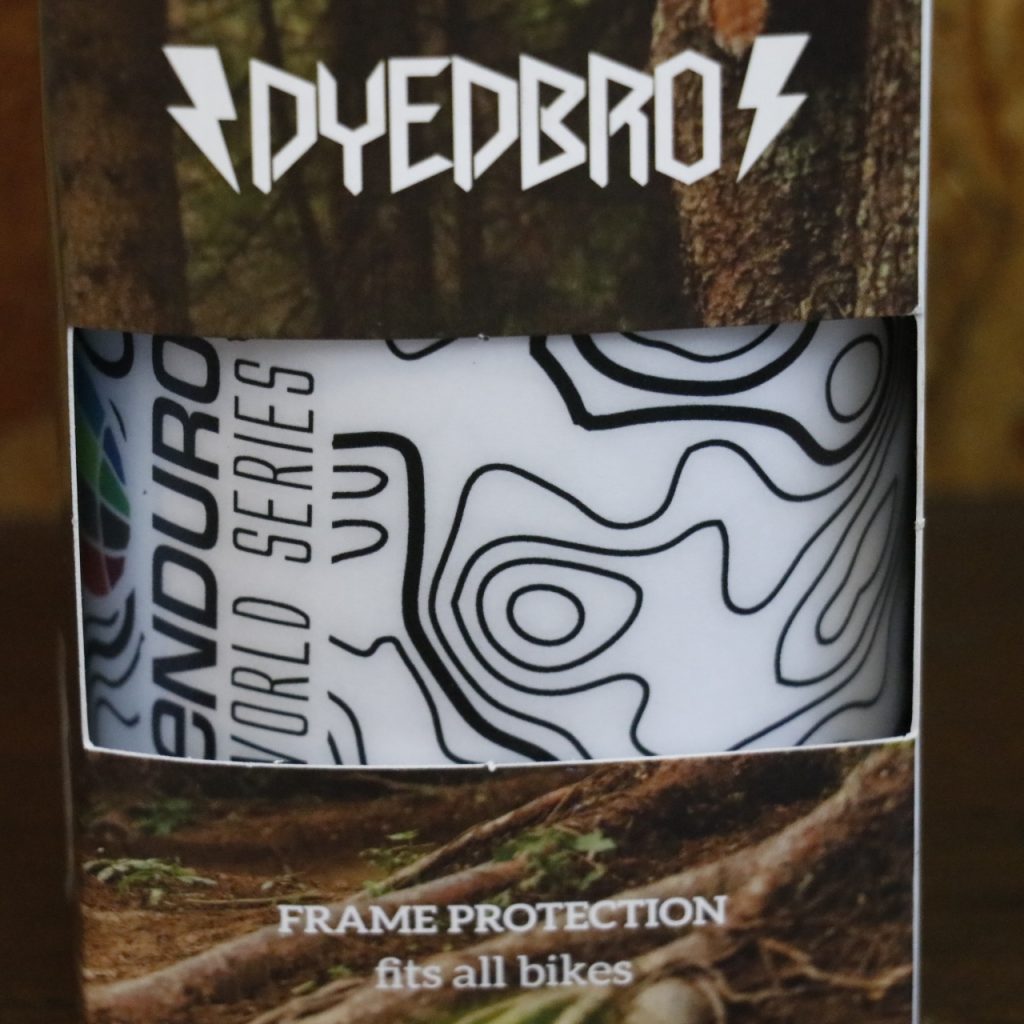 DYEDBRO
enDURO
WORLD SERIES
FRAME PROTECTION
fits all bikes